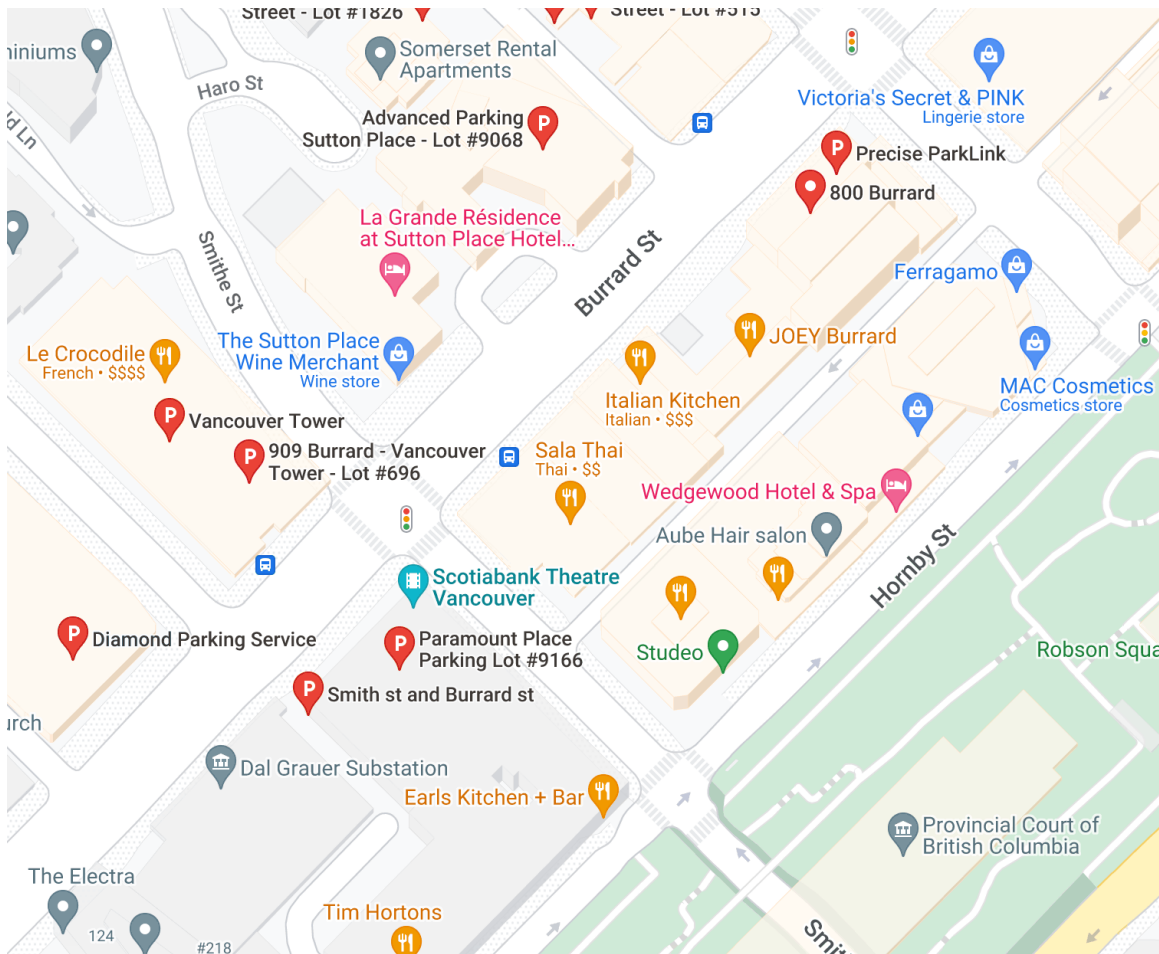 Street - Lot #1826
Street - Lot #515
Somerset Rental
Apartments
Haro St
Victoria's Secret & PINK
Lingerie store
Advanced Parking
Sutton Place - Lot #9068
P
P
Precise ParkLink
800 Burrard
La Grande Résidence
at Sutton Place Hotel...
Smithe St
Burrard St
Ferragamo
The Sutton Place
Wine Merchant
Wine store
Le Crocodile
French • $$$$
JOEY Burrard
Italian Kitchen
Italian • $$$
MAC Cosmetics
Cosmetics store
P
Vancouver Tower
P
909 Burrard - Vancouver
Tower - Lot #696
Sala Thai
Thai • $$
Wedgewood Hotel & Spa
Aube Hair salon
Hornby St
Scotiabank Theatre
Vancouver
P
Diamond Parking Service
P
Paramount Place
Parking Lot #9166
Studeo
Robson Squa
P
Smith st and Burrard st
urch
Dal Grauer Substation
Earls Kitchen + Bar
Provincial Court of
British Columbia
The Electra
124
#218
Tim Hortons
Smit